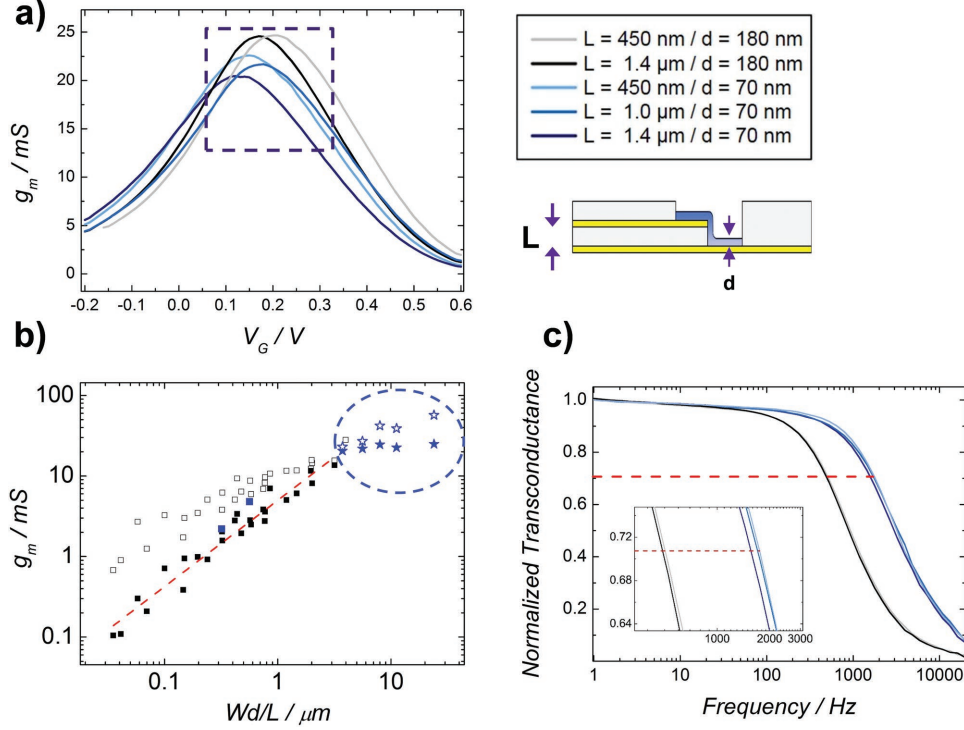 a)
25
20
15
10
5
0
g_m / mS
-0.2 -0.1 0.0 0.1 0.2 0.3 0.4 0.5 0.6
V_G / V
L = 450 nm / d = 180 nm
L = 1.4 µm / d = 180 nm
L = 450 nm / d = 70 nm
L = 1.0 µm / d = 70 nm
L = 1.4 µm / d = 70 nm
L
d
b)
100
10
1
0.1
g_m / mS
0.1 1 10
Wd/L / µm
c)
Normalized Transconductance
1.0
0.8
0.6
0.4
0.2
0.72
0.68
0.64
1000 2000 3000
1 10 100 1000 10000
Frequency / Hz